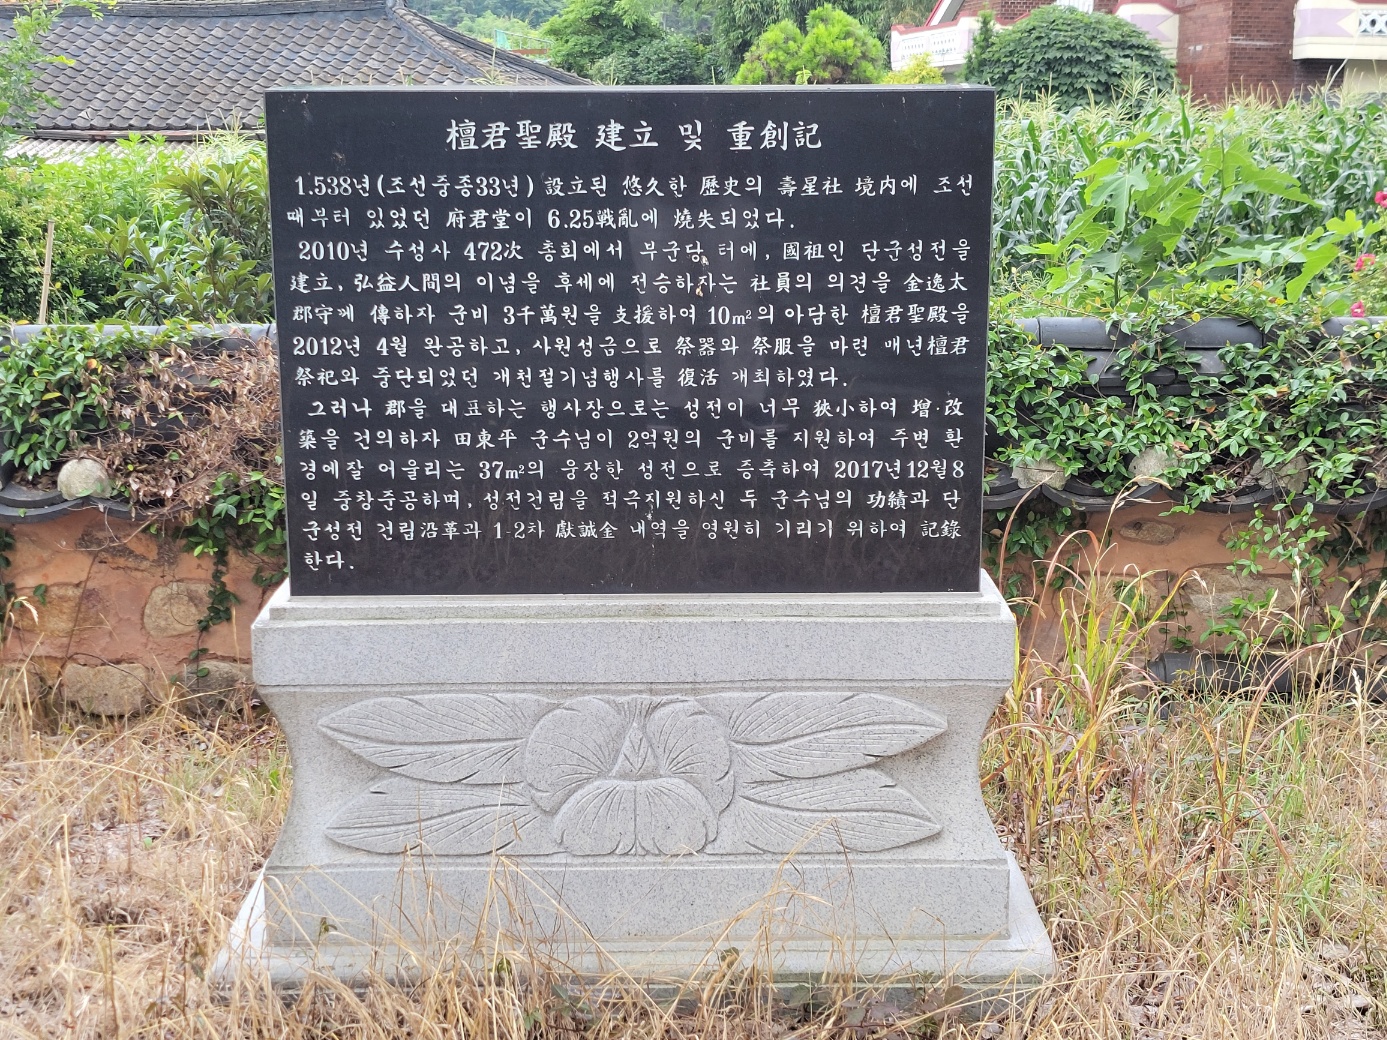 檀君聖殿 建立 및 重創記
1.538년(조선중종33년) 設立된 悠久한 歷史의 壽星社 境内에 조선
때부터 있었던 府君堂이 6.25戰亂에 燒失되었다.
2010년 수성사 472次 총회에서 부군당 터에, 國祖인 단군성전을
建立, 弘益人間의 이념을 후세에 전승하자는 社員의 의견을 金逸太
郡守께 傳하자 군비 3千萬원을 支援하여 10㎡의 아담한 檀君聖殿을
2012년 4월 완공하고, 사원성금으로 祭器와 祭服을 마련 매년檀君
祭祀와 중단되었던 개천절기념행사를 復活 개최하였다.
그러나 郡을 대표하는 행사장으로는 성전이 너무 狹小하여 增·改
築을 건의하자 田東平 군수님이 2억원의 군비를 지원하여 주변 환
경에잘 어울리는 37㎡의 웅장한 성전으로 증축하여 2017년12월8
일 중창준공하며, 성전건립을 적극지원하신 두 군수님의 功績과 단
군성전 건립沿革과 1·2차 獻誠金 내역을 영원히 기리기 위하여 記錄
한다.